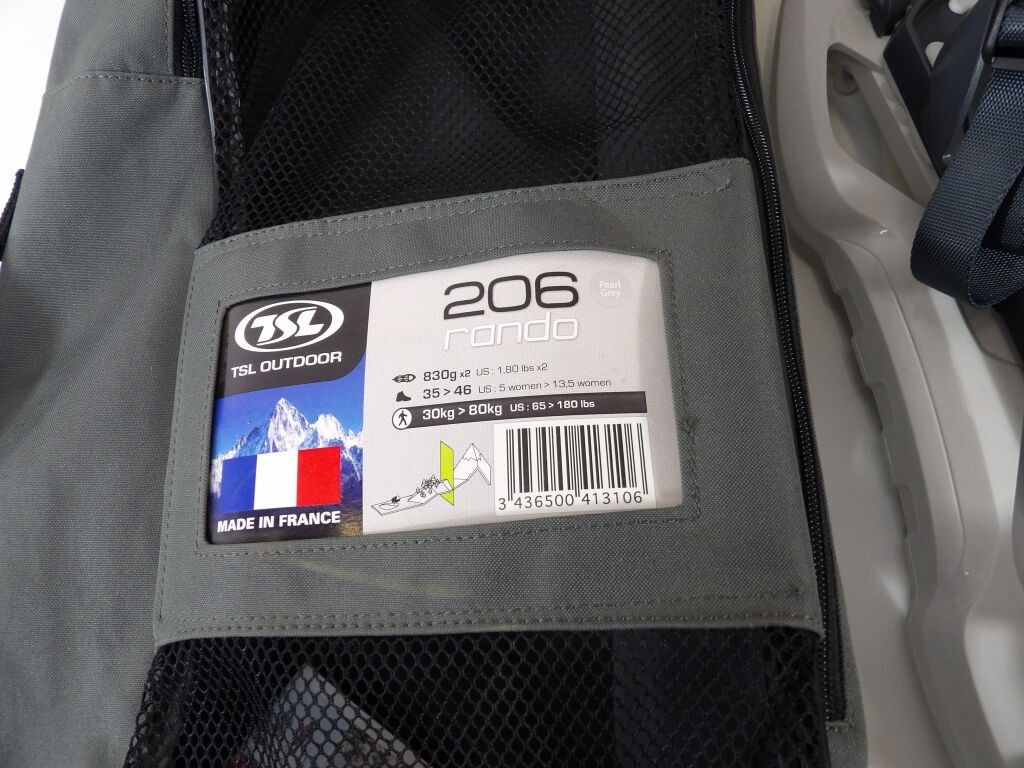 TSL
TSL OUTDOOR
MADE IN FRANCE
206
rando
Pearl
Grey
830g x2 US : 1,80 lbs x2
35 > 46 US : 5 women > 13,5 women
30kg > 80kg US : 65 > 180 lbs
3 436500 413106